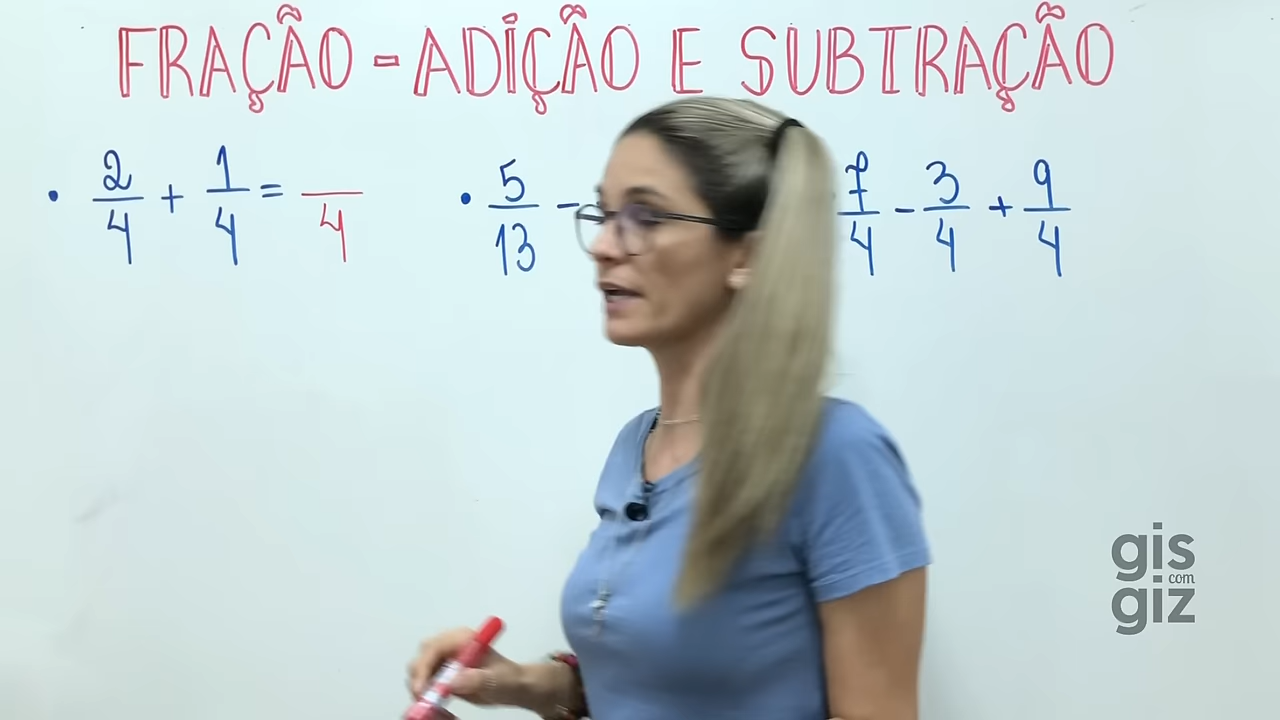 FRAÇÃO - ADIÇÃO E SUBTRAÇÃO
• 2/4 + 1/4 = __/4
• 5/13 -
7/4 - 3/4 + 9/4
gis
com
giz